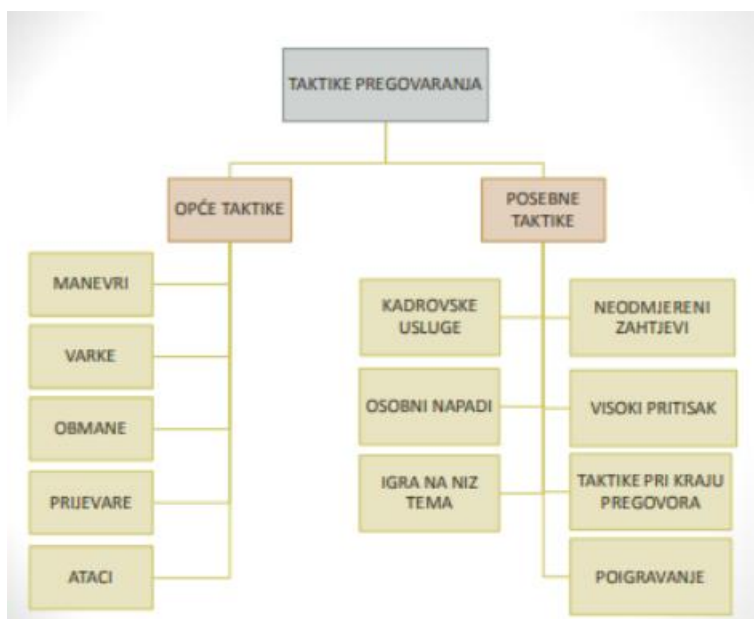 TAKTIKE PREGOVARANJA
OPĆE TAKTIKE
MANEVRI
VARKE
OBMANE
PRIJEVARE
ATACI
POSEBNE
TAKTIKE
KADROVSKE
USLUGE
OSOBNI NAPADI
IGRA NA NIZ
TEMA
NEODMJERENI
ZAHTJEVI
VISOKI PRITISAK
TAKTIKE PRI KRAJU
PREGOVORA
POIGRAVANJE